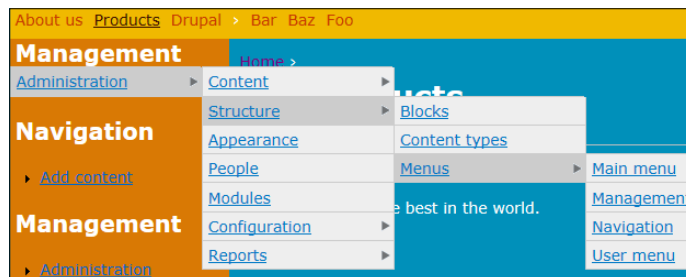 About us Products Drupal › Bar Baz Foo
Management
Home ›
Administration
Content
Structure
Blocks
Navigation
Appearance
Content types
Add content
People
Menus
Main menu
Modules
e best in the world.
Management
Management
Configuration
Navigation
Administration
Reports
User menu